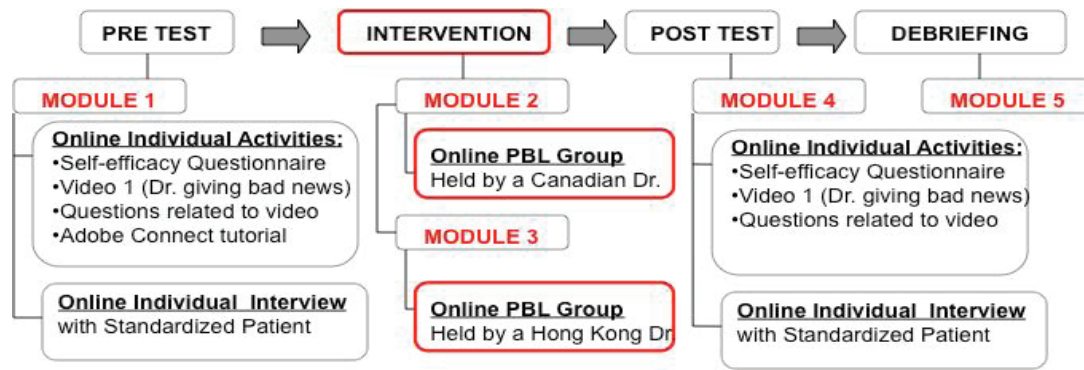 PRE TEST
INTERVENTION
POST TEST
DEBRIEFING
MODULE 1
Online Individual Activities:
•Self-efficacy Questionnaire
•Video 1 (Dr. giving bad news)
•Questions related to video
•Adobe Connect tutorial
Online Individual Interview
with Standardized Patient
MODULE 2
Online PBL Group
Held by a Canadian Dr.
MODULE 3
Online PBL Group
Held by a Hong Kong Dr.
MODULE 4
Online Individual Activities:
•Self-efficacy Questionnaire
•Video 1 (Dr. giving bad news)
•Questions related to video
Online Individual Interview
with Standardized Patient
MODULE 5